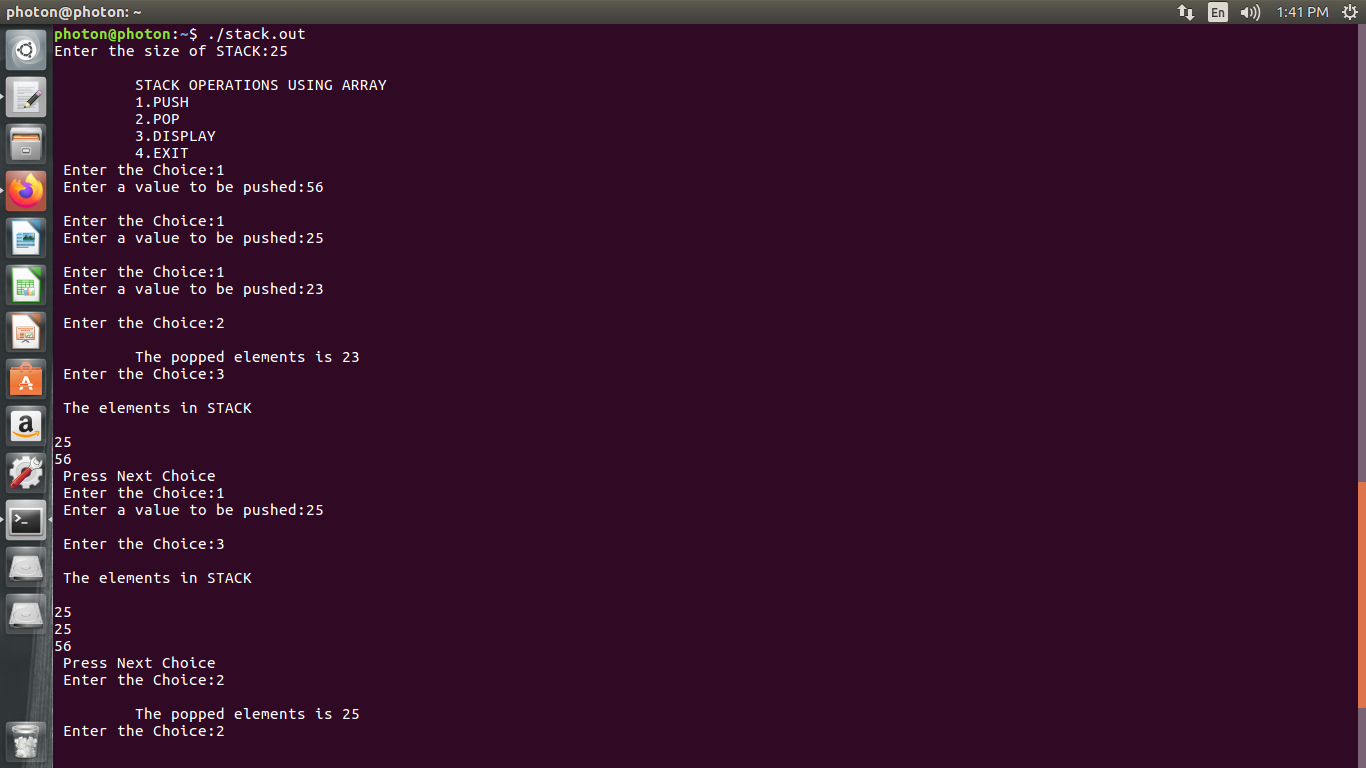 photon@photon: ~
En
1:41 PM
photon@photon:~$ ./stack.out
Enter the size of STACK:25
STACK OPERATIONS USING ARRAY
1.PUSH
2.POP
3.DISPLAY
4.EXIT
Enter the Choice:1
Enter a value to be pushed:56
Enter the Choice:1
Enter a value to be pushed:25
Enter the Choice:1
Enter a value to be pushed:23
Enter the Choice:2
The popped elements is 23
Enter the Choice:3
The elements in STACK
25
56
Press Next Choice
Enter the Choice:1
Enter a value to be pushed:25
Enter the Choice:3
The elements in STACK
25
25
56
Press Next Choice
Enter the Choice:2
The popped elements is 25
Enter the Choice:2